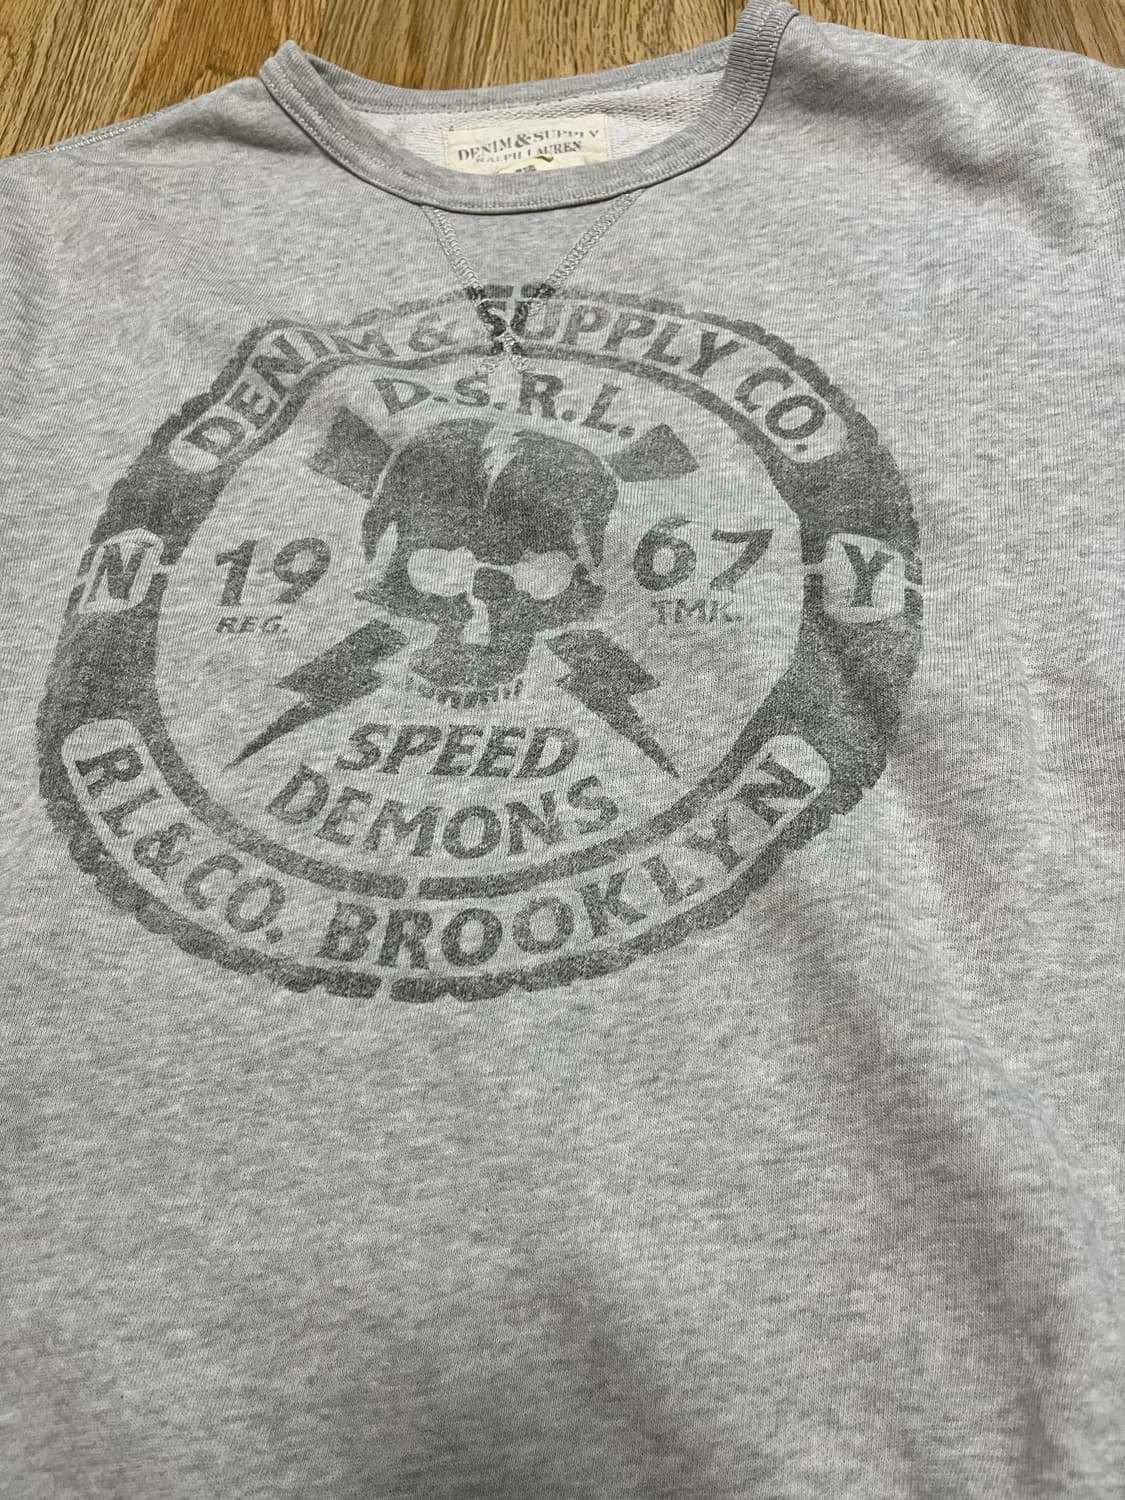 DENIM & SUPPLY
RALPH LAUREN
DENIM & SUPPLY CO.
D.S.R.L.
N
19
67
Y
REG.
TMK.
SPEED
DEMONS
RL&CO. BROOKLYN